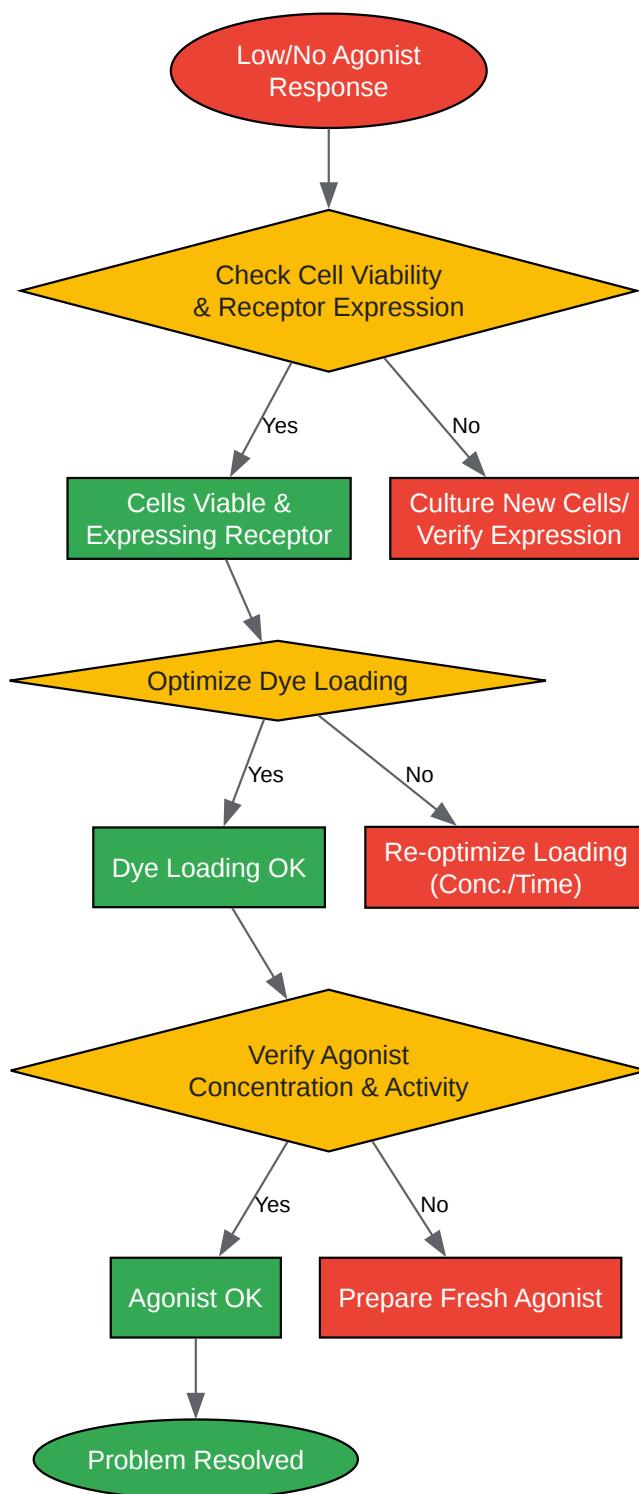 Low/No Agonist
Response
Check Cell Viability
& Receptor Expression
Yes
No
Cells Viable &
Expressing Receptor
Culture New Cells/
Verify Expression
Optimize Dye Loading
Yes
No
Dye Loading OK
Re-optimize Loading
(Conc./Time)
Verify Agonist
Concentration & Activity
Yes
No
Agonist OK
Prepare Fresh Agonist
Problem Resolved